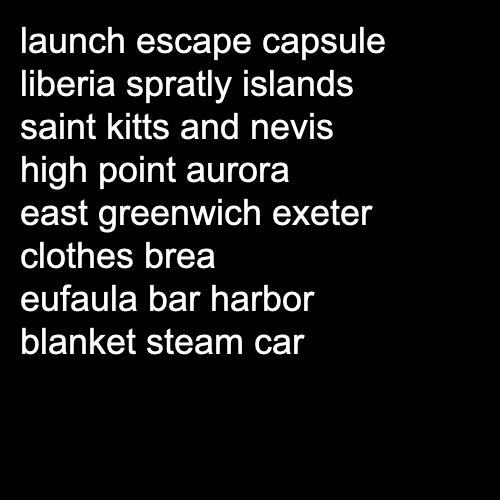 launch escape capsule
liberia spratly islands
saint kitts and nevis
high point aurora
east greenwich exeter
clothes brea
eufaula bar harbor
blanket steam car